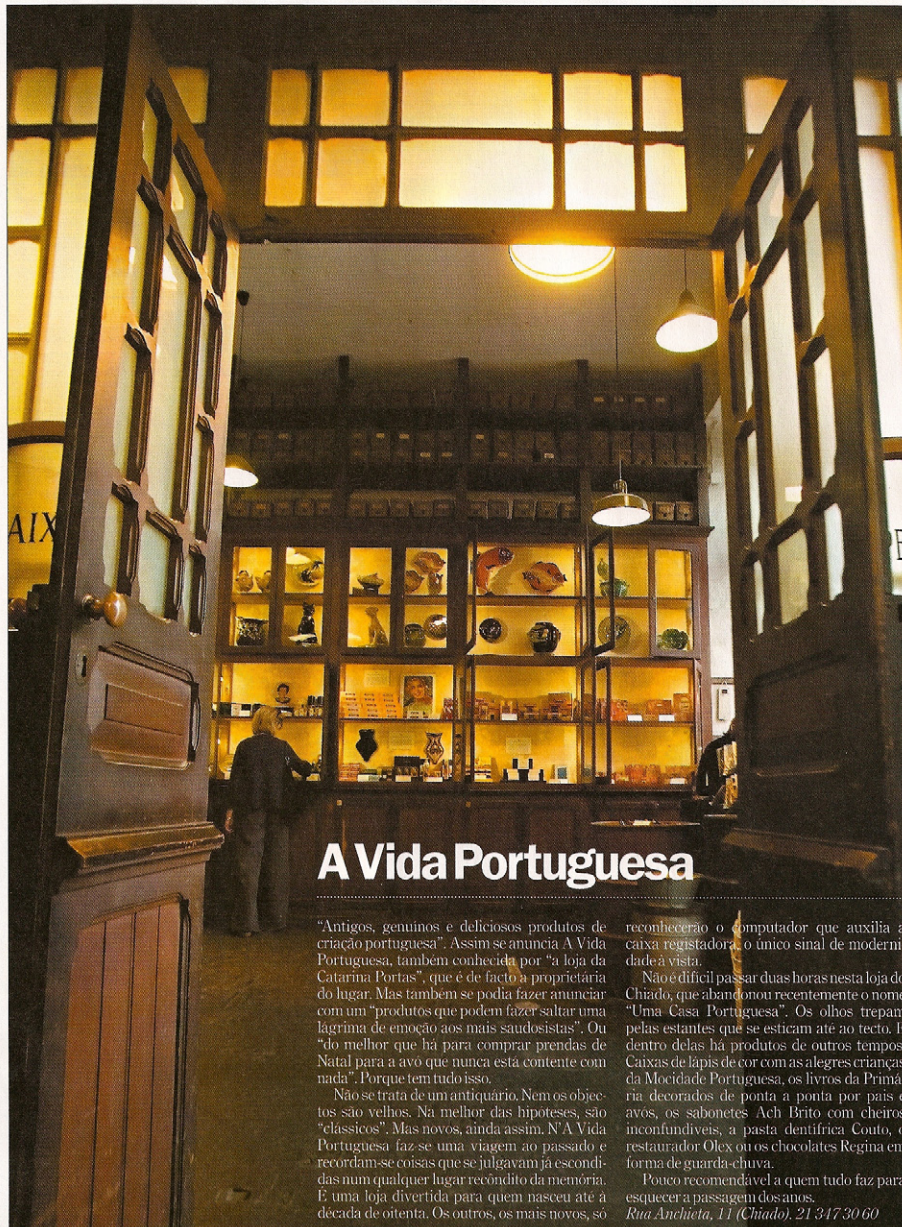 AIX
E
A Vida Portuguesa
“Antigos, genuínos e deliciosos produtos de
criação portuguesa”. Assim se anuncia A Vida
Portuguesa, também conhecida por “a loja da
Catarina Portas”, que é de facto a proprietária
do lugar. Mas também se podia fazer anunciar
com um “produtos que podem fazer saltar uma
lágrima de emoção aos mais saudosistas”. Ou
“do melhor que há para comprar prendas de
Natal para a avó que nunca está contente com
nada”. Porque tem tudo isso.
Não se trata de um antiquário. Nem os objec-
tos são velhos. Na melhor das hipóteses, são
“clássicos”. Mas novos, ainda assim. N’A Vida
Portuguesa faz-se uma viagem ao passado e
recordam-se coisas que se julgavam já escondi-
das num qualquer lugar recôndito da memória.
É uma loja divertida para quem nasceu até à
década de oitenta. Os outros, os mais novos, só
reconhecerão o computador que auxilia a
caixa registadora, o único sinal de moderni
dade à vista.
Não é difícil passar duas horas nesta loja do
Chiado, que abandonou recentemente o nome
“Uma Casa Portuguesa”. Os olhos trepam
pelas estantes que se esticam até ao tecto. E
dentro delas há produtos de outros tempos.
Caixas de lápis de cor com as alegres crianças
da Mocidade Portuguesa, os livros da Primá
ria decorados de ponta a ponta por pais e
avós, os sabonetes Ach Brito com cheiros
inconfundíveis, a pasta dentífrica Couto, o
restaurador Olex ou os chocolates Regina em
forma de guarda-chuva.
Pouco recomendável a quem tudo faz para
esquecer a passagem dos anos.
Rua Anchieta, 11 (Chiado). 21 347 30 60